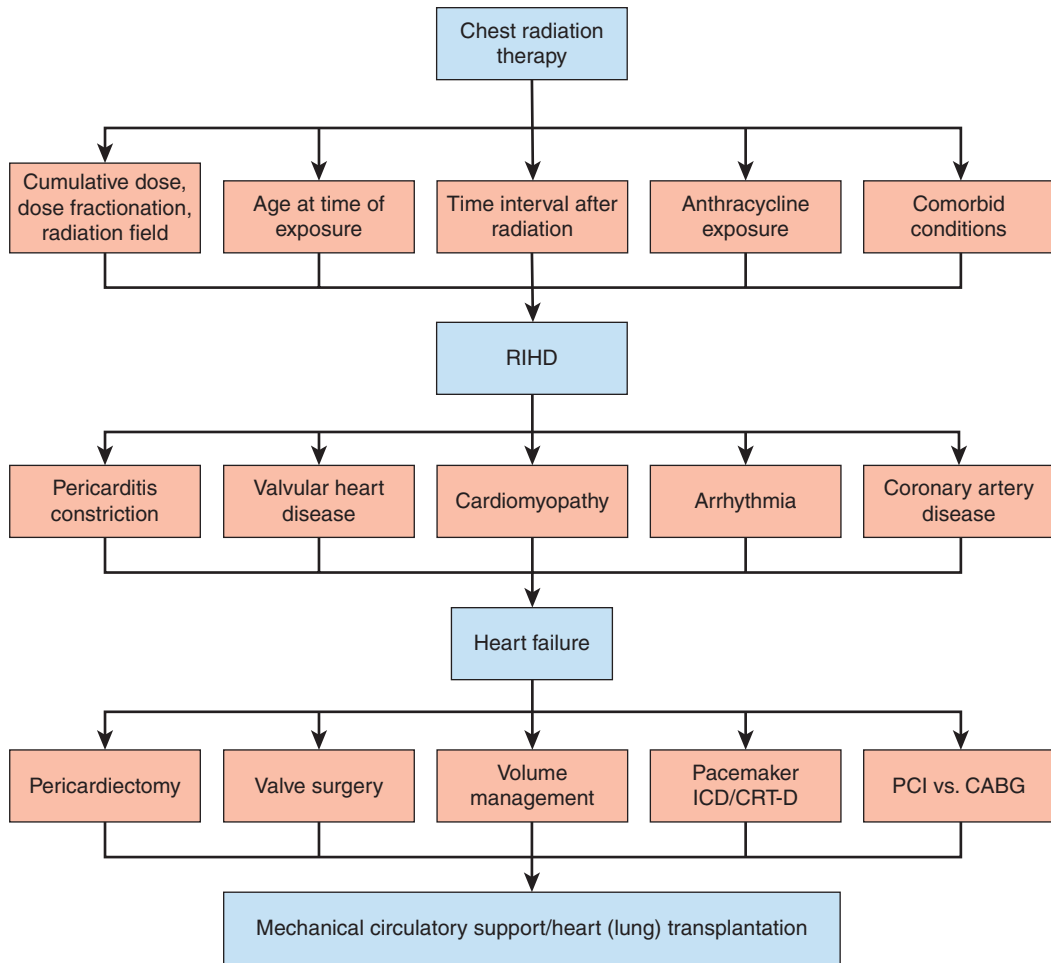 Chest radiation
therapy
Cumulative dose,
dose fractionation,
radiation field
Age at time of
exposure
Time interval after
radiation
Anthracycline
exposure
Comorbid
conditions
RIHD
Pericarditis
constriction
Valvular heart
disease
Cardiomyopathy
Arrhythmia
Coronary artery
disease
Heart failure
Pericardiectomy
Valve surgery
Volume
management
Pacemaker
ICD/CRT-D
PCI vs. CABG
Mechanical circulatory support/heart (lung) transplantation